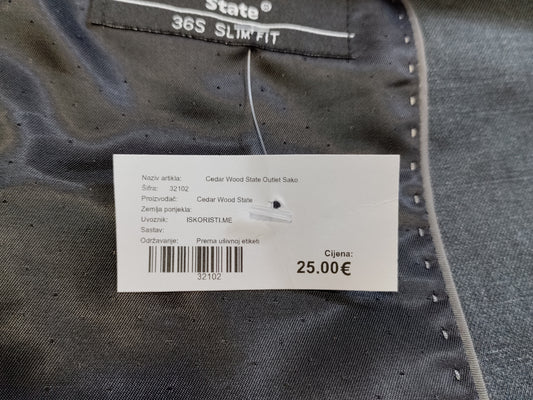 State®
36S SLIM FIT
Naziv artikla: Cedar Wood State Outlet Sako
Šifra: 32102
Proizvođač: Cedar Wood State
Zemlja porijekla:
Uvoznik: ISKORISTI.ME
Sastav:
Održavanje: Prema ušivnoj etiketi
Cijena:
25.00€
32102